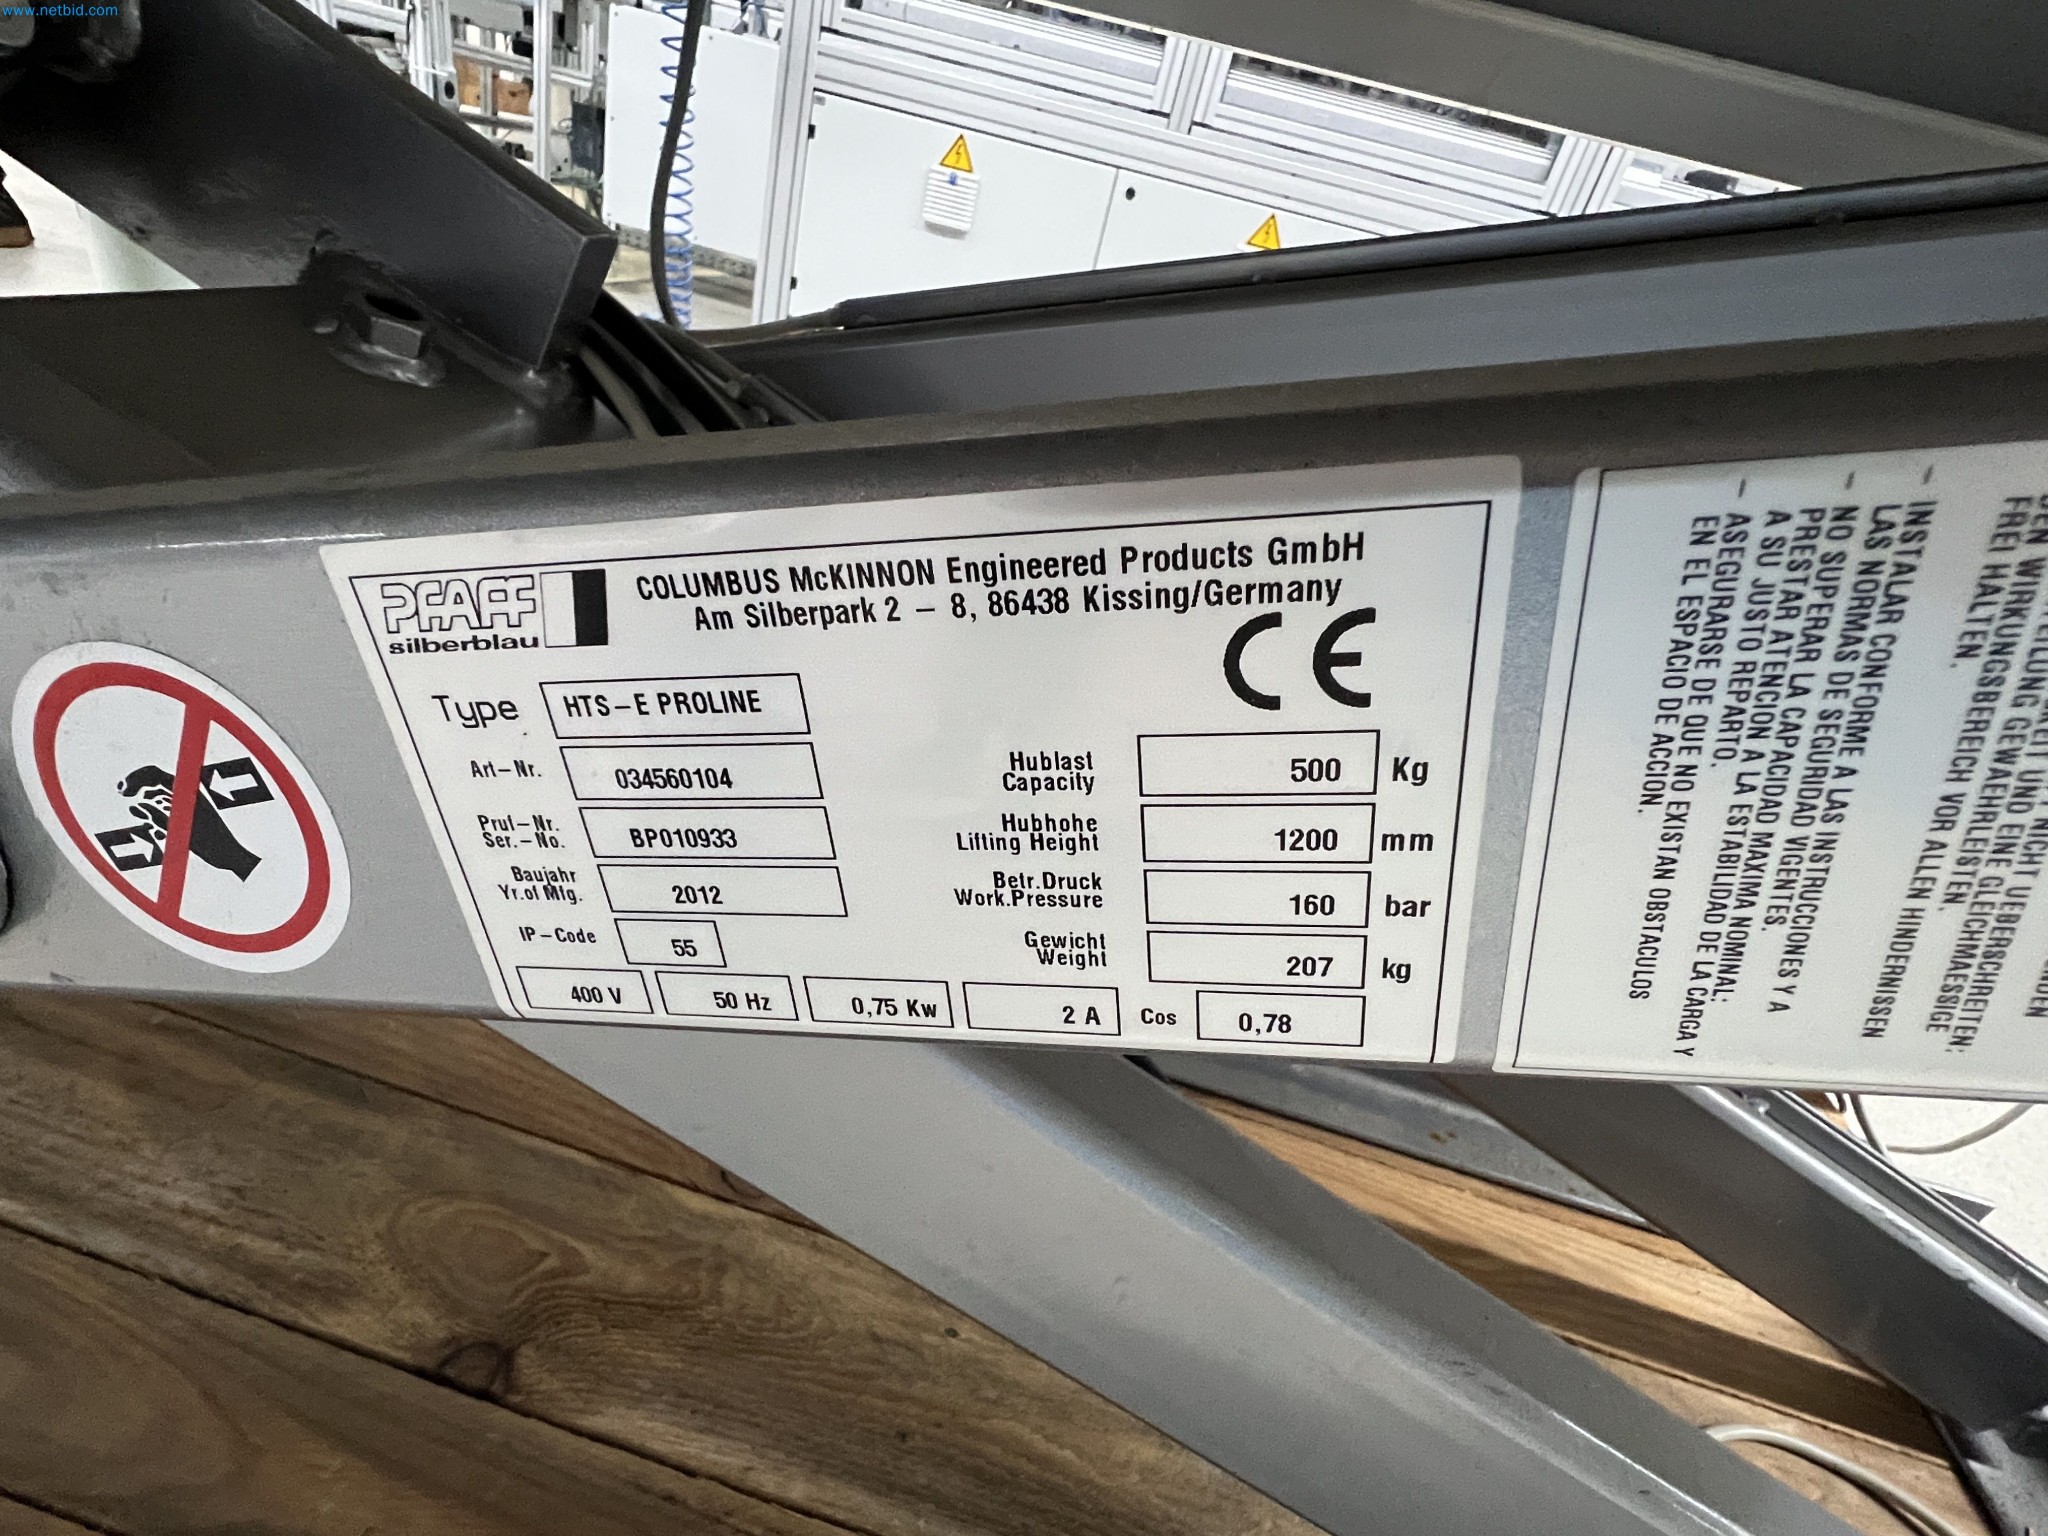 www.netbid.com
PFAFF
silberblau
COLUMBUS McKINNON Engineered Products GmbH
Am Silberpark 2 – 8, 86438 Kissing/Germany
CE
Type HTS-E PROLINE
Art-Nr. 034560104
Pruf-Nr.
Ser.-No. BP010933
Baujahr
Yr.of Mfg. 2012
IP-Code 55
Hublast
Capacity 500 Kg
Hubhohe
Lifting Height 1200 mm
Betr.Druck
Work.Pressure 160 bar
Gewicht
Weight 207 kg
400 V 50 Hz 0,75 Kw 2 A Cos 0,78
WIRKUNGSBEREICH VOR ALLEN HINDERNISSEN
FREI HALTEN.
– INSTALAR CONFORME A LAS INSTRUCCIONES Y A
LAS NORMAS DE SEGURIDAD VIGENTES.
– NO SUPERAR LA CAPACIDAD MAXIMA NOMINAL;
PRESTAR ATENCION A LA ESTABILIDAD DE LA CARGA Y
A SU JUSTO REPARTO.
– ASEGURARSE DE QUE NO EXISTAN OBSTACULOS
EN EL ESPACIO DE ACCION.